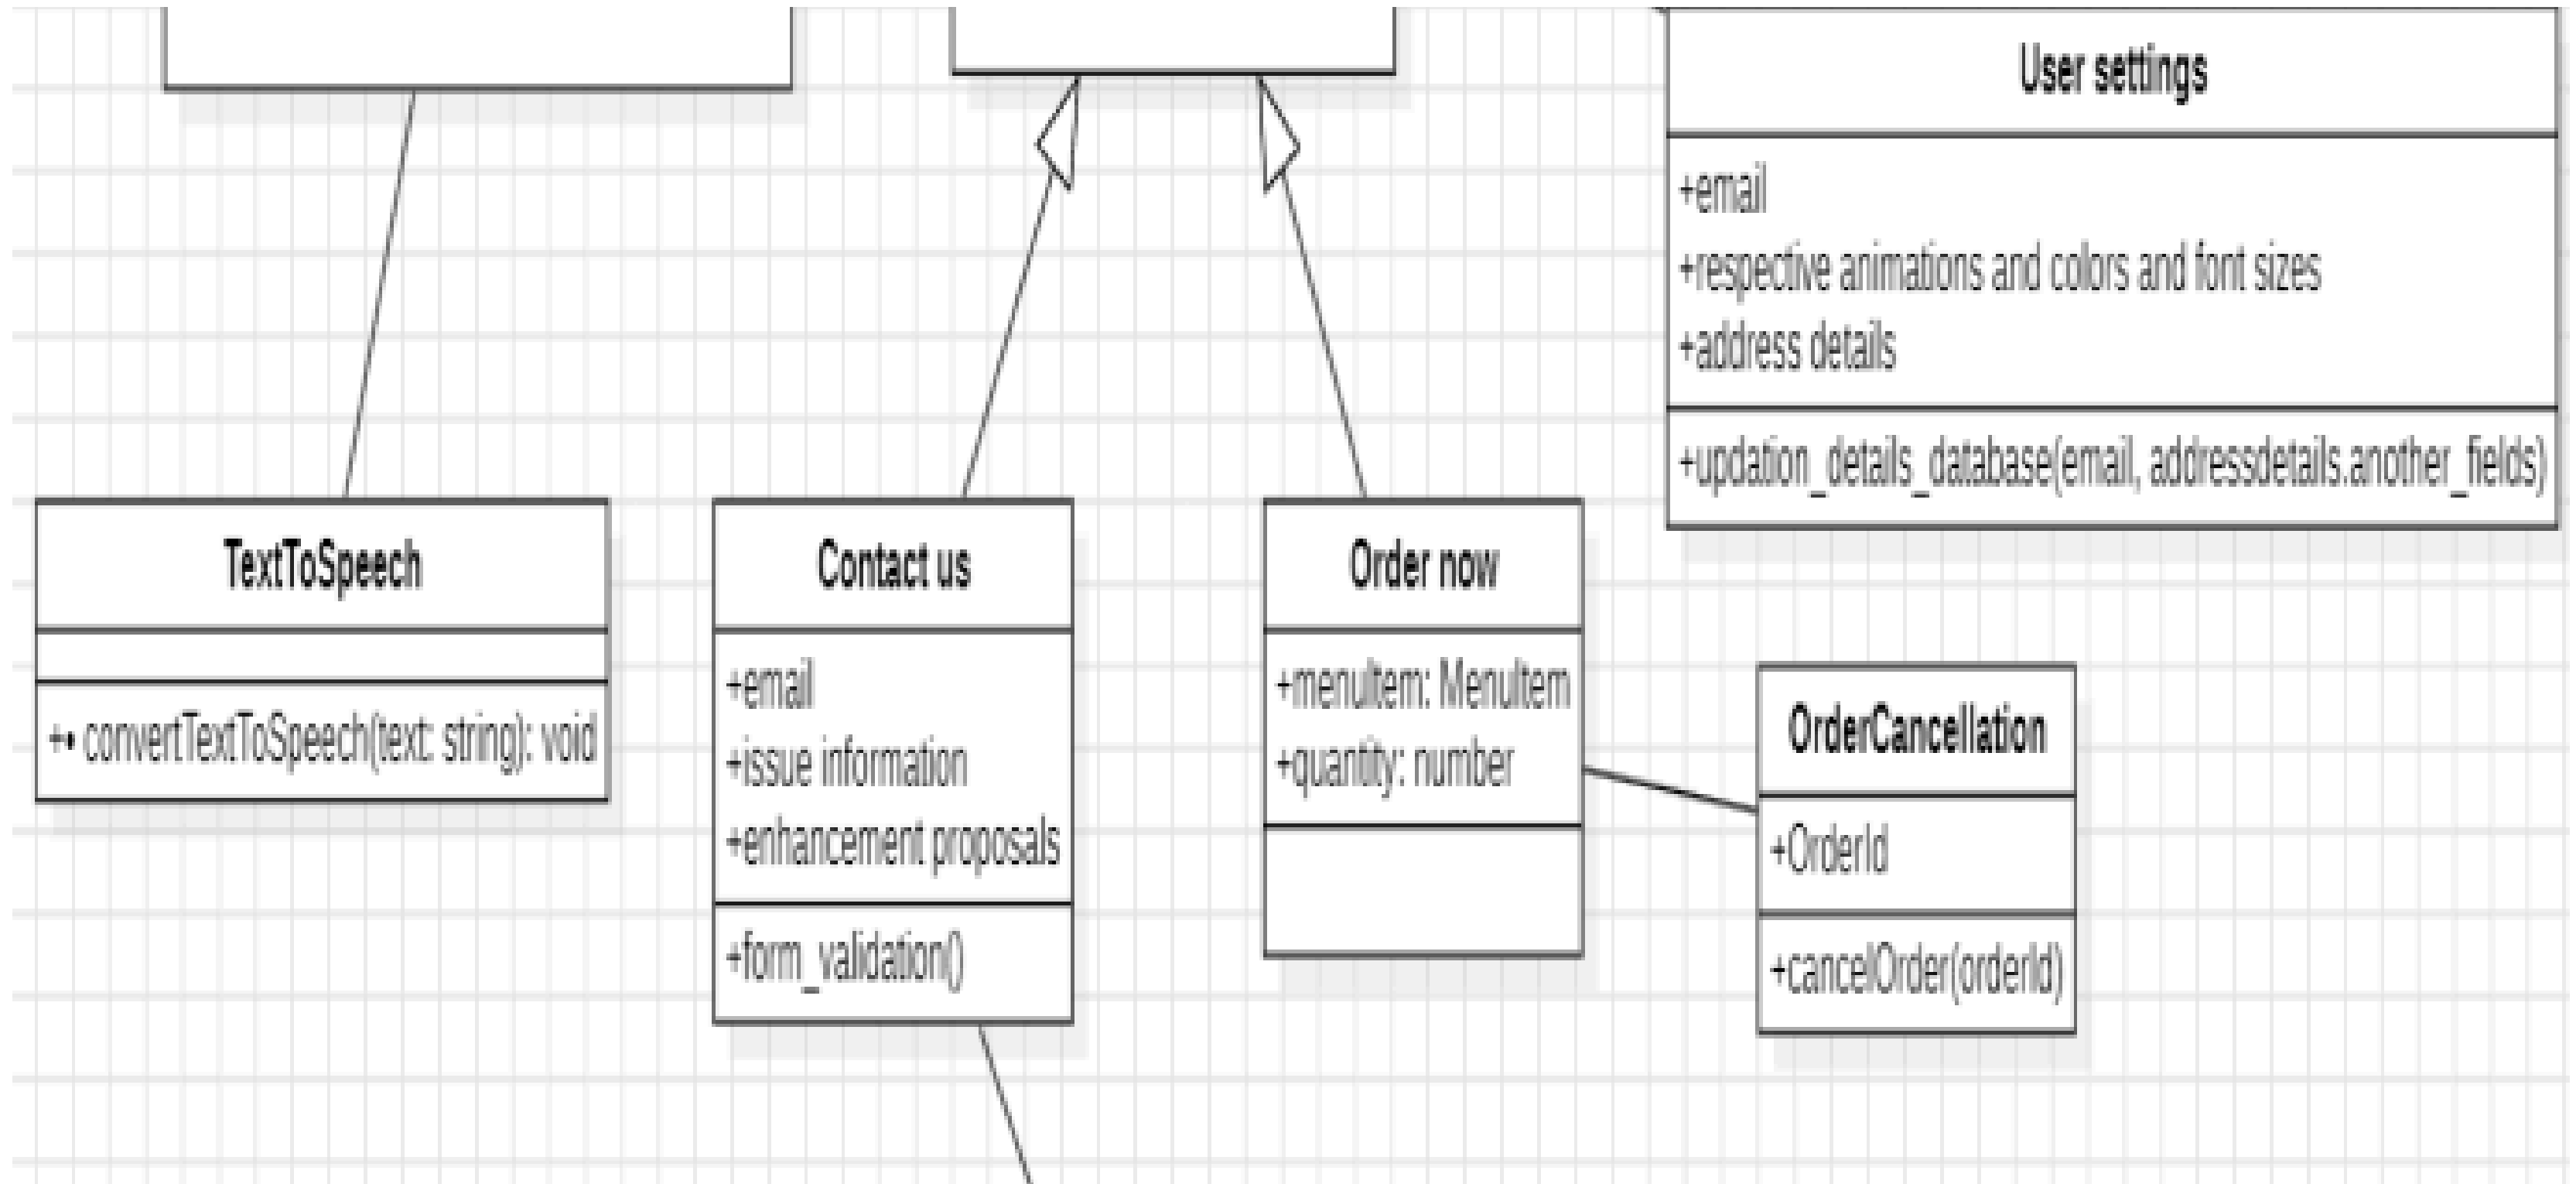 User settings
+email
+respective animations and colors and font sizes
+address details
+updation_details_database(email, addressdetails.another_fields)
TextToSpeech
+• convertTextToSpeech(text: string): void
Contact us
+email
+issue information
+enhancement proposals
+form_validation()
Order now
+menuItem: MenuItem
+quantity: number
OrderCancellation
+OrderId
+cancelOrder(orderId)